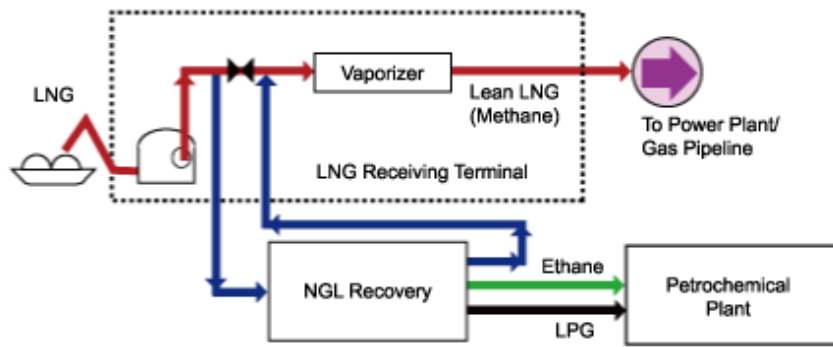 LNG
Vaporizer
Lean LNG
(Methane)
To Power Plant/
Gas Pipeline
LNG Receiving Terminal
NGL Recovery
Ethane
LPG
Petrochemical
Plant